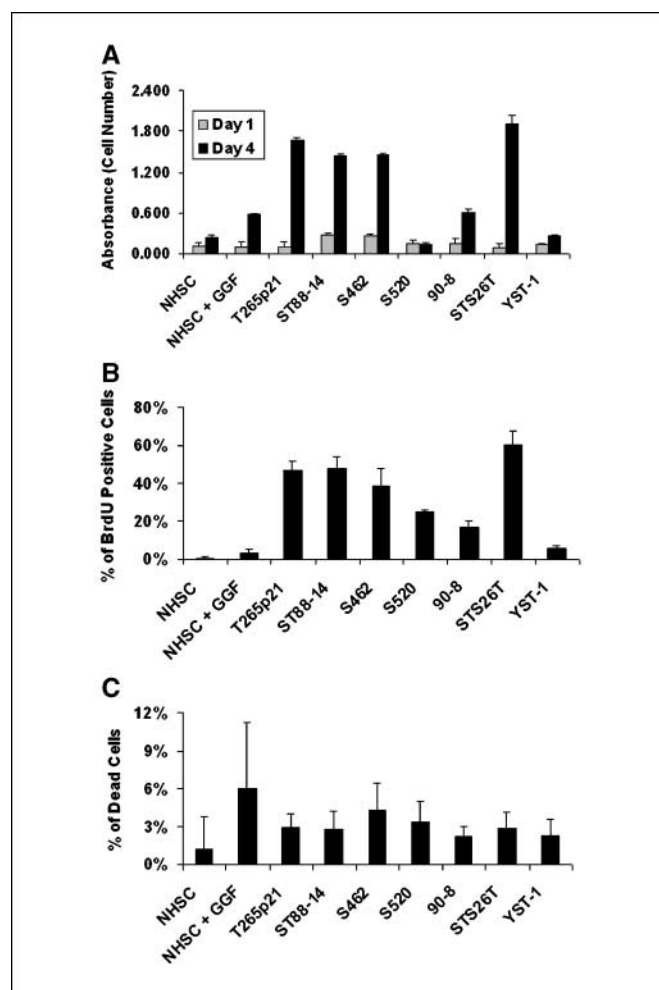 A
Absorbance (Cell Number)
2.400
1.800
1.200
0.600
0.000
Day 1
Day 4
NHSC
NHSC + GGF
T265p21
ST88-14
S462
S520
90-8
STS26T
YST-1
B
% of BrdU Positive Cells
80%
60%
40%
20%
0%
NHSC
NHSC + GGF
T265p21
ST88-14
S462
S520
90-8
STS26T
YST-1
C
% of Dead Cells
12%
9%
6%
3%
0%
NHSC
NHSC + GGF
T265p21
ST88-14
S462
S520
90-8
STS26T
YST-1